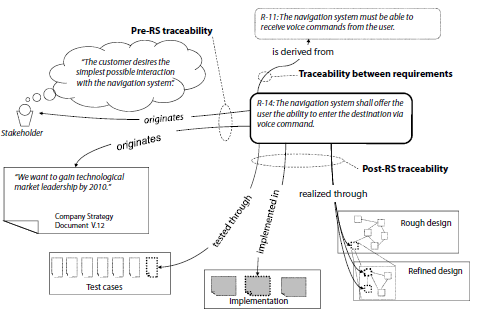 Pre-RS traceability
R-11: The navigation system must be able to
receive voice commands from the user.
is derived from
"The customer desires the
simplest possible interaction
with the navigation system".
Traceability between requirements
R-14: The navigation system shall offer the
user the ability to enter the destination via
voice command.
originates
Stakeholder
originates
Post-RS traceability
"We want to gain technological
market leadership by 2010."
Company Strategy
Document V.12
tested through
implemented in
realized through
Rough design
Refined design
Test cases
Implementation